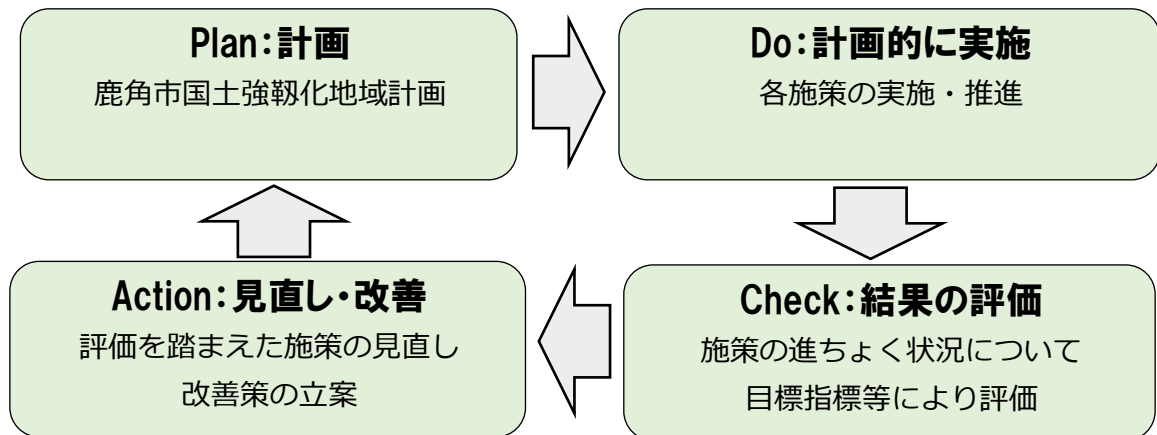 Plan：計画
鹿角市国土強靱化地域計画
Do：計画的に実施
各施策の実施・推進
Action：見直し・改善
評価を踏まえた施策の見直し
改善策の立案
Check：結果の評価
施策の進ちょく状況について
目標指標等により評価